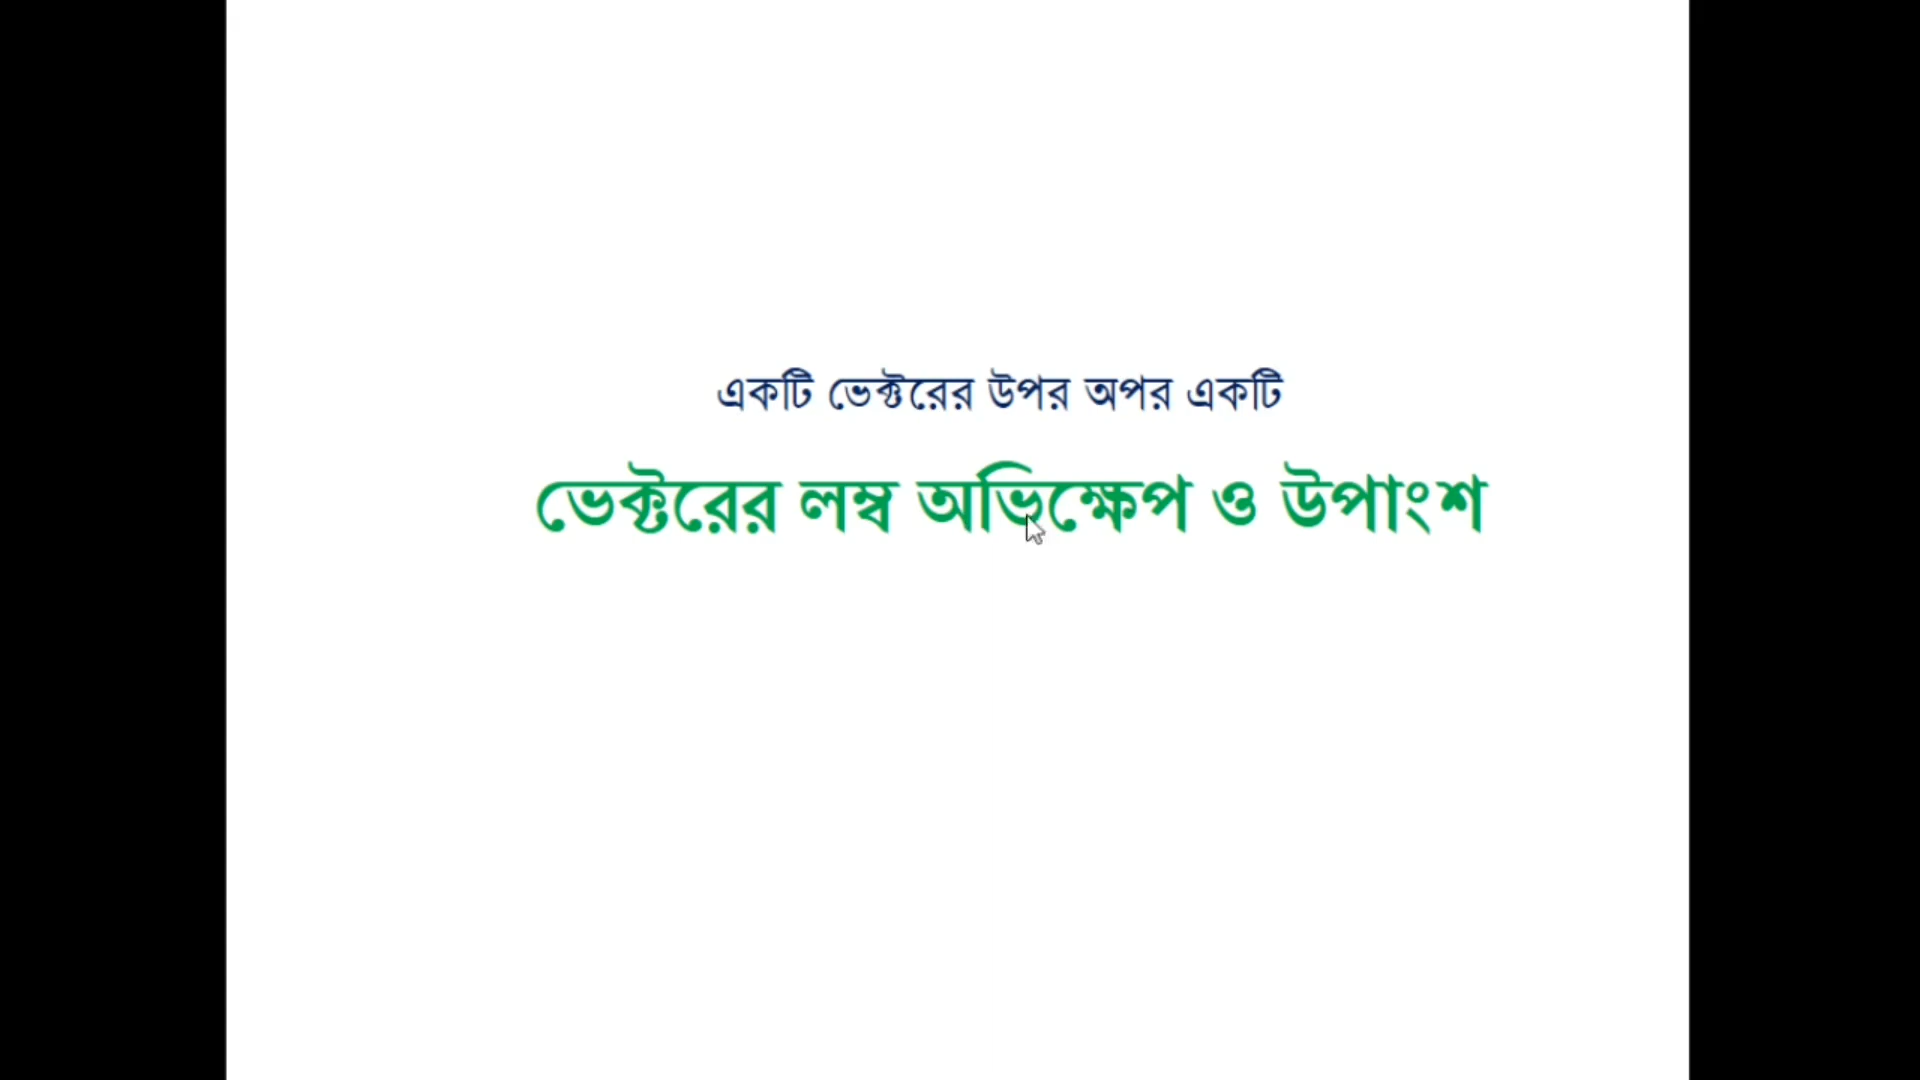 একটি ভেক্টরের উপর অপর একটি
ভেক্টরের লম্ব অভিক্ষেপ ও উপাংশ